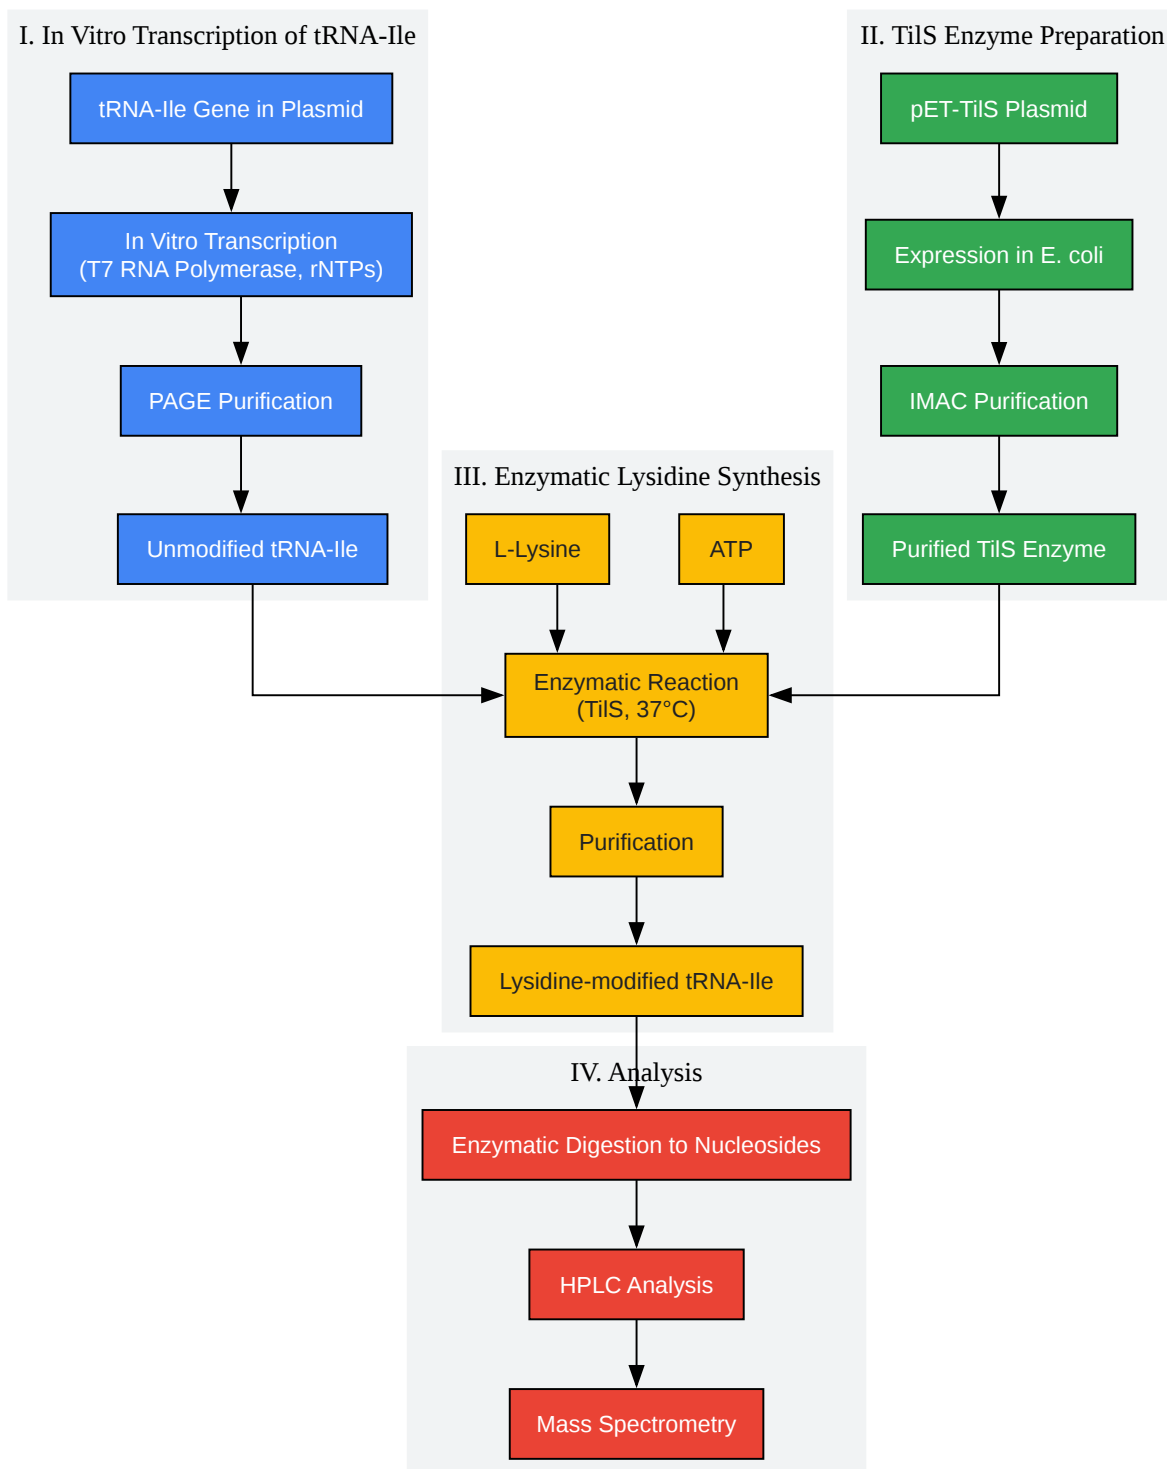 I. In Vitro Transcription of tRNA-Ile
tRNA-Ile Gene in Plasmid
In Vitro Transcription
(T7 RNA Polymerase, rNTPs)
PAGE Purification
Unmodified tRNA-Ile
II. TilS Enzyme Preparation
pET-TilS Plasmid
Expression in E. coli
IMAC Purification
Purified TilS Enzyme
III. Enzymatic Lysidine Synthesis
L-Lysine
ATP
Enzymatic Reaction
(TilS, 37°C)
Purification
Lysidine-modified tRNA-Ile
IV. Analysis
Enzymatic Digestion to Nucleosides
HPLC Analysis
Mass Spectrometry